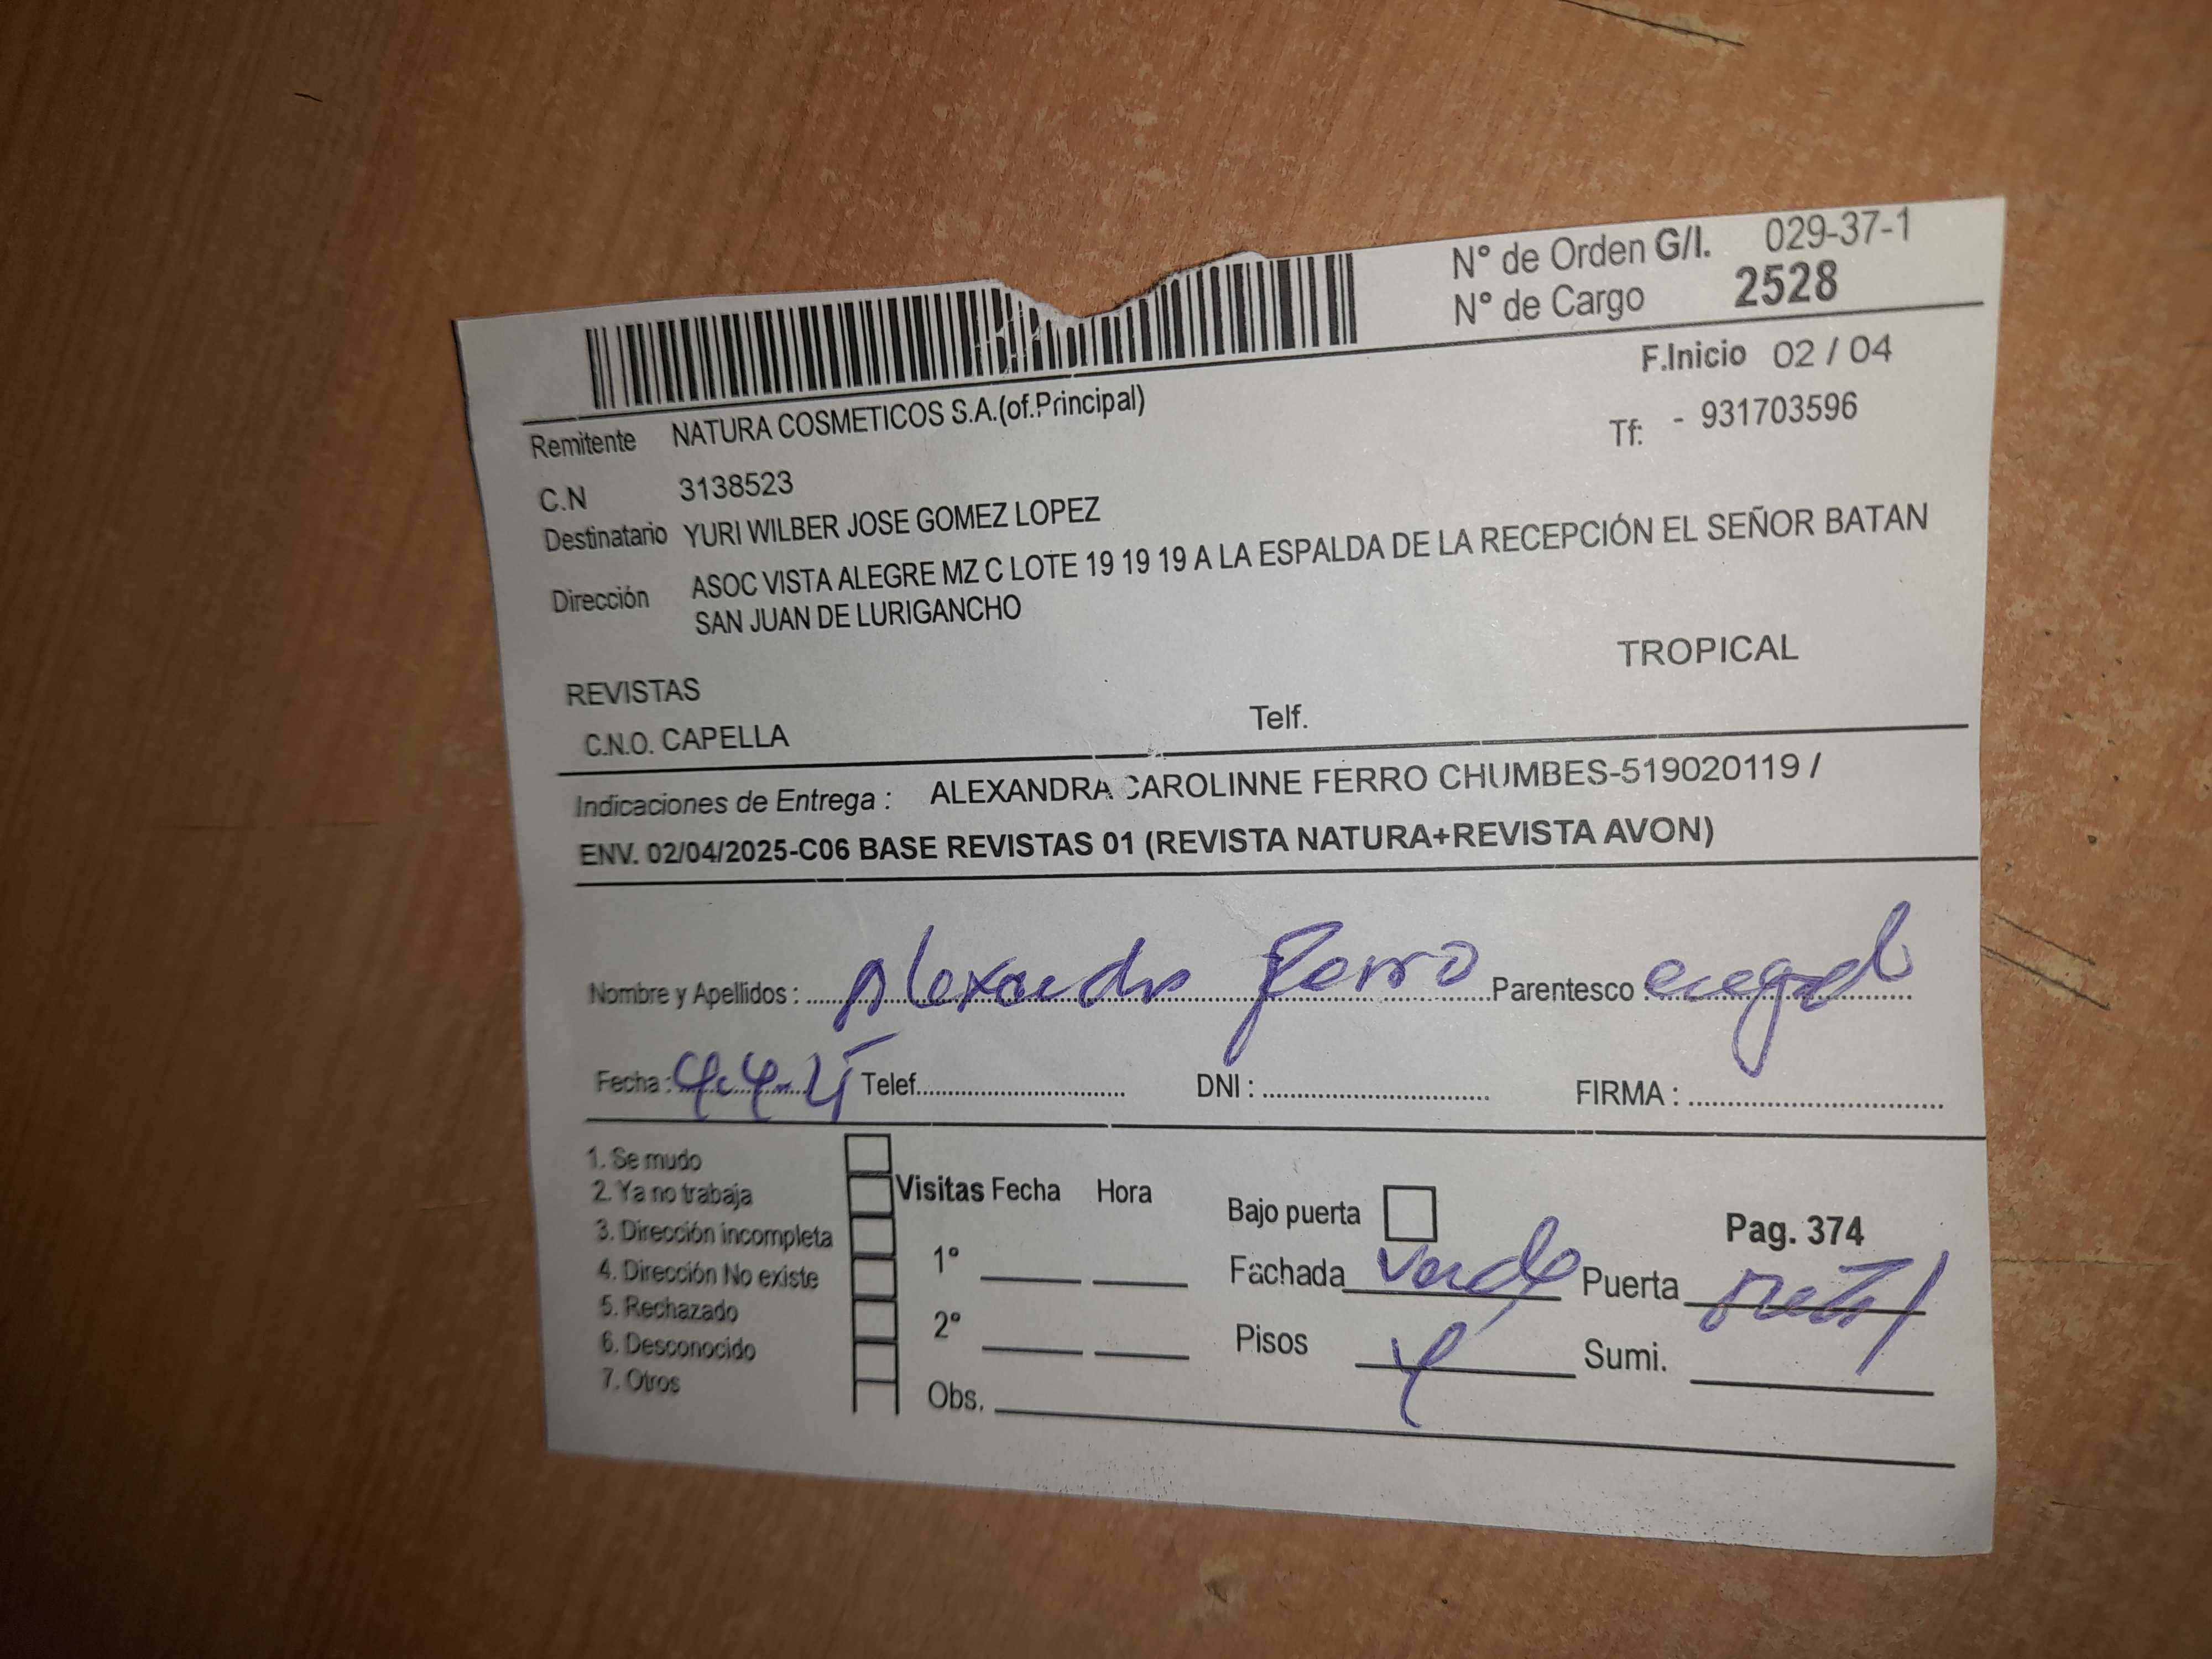 N° de Orden G/I. 029-37-1
N° de Cargo 2528
F.Inicio 02 / 04
Remitente NATURA COSMETICOS S.A.(of.Principal)
Tf: - 931703596
C.N 3138523
Destinatario YURI WILBER JOSE GOMEZ LOPEZ
Dirección ASOC VISTA ALEGRE MZ C LOTE 19 19 19 A LA ESPALDA DE LA RECEPCIÓN EL SEÑOR BATAN
SAN JUAN DE LURIGANCHO
TROPICAL
REVISTAS
C.N.O. CAPELLA Telf.
Indicaciones de Entrega : ALEXANDRA CAROLINNE FERRO CHUMBES-519020119 /
ENV. 02/04/2025-C06 BASE REVISTAS 01 (REVISTA NATURA+REVISTA AVON)
Nombre y Apellidos : Alexandra Ferro Parentesco
Fecha : Telef. DNI : FIRMA :
1. Se mudo
2. Ya no trabaja
3. Dirección incompleta
4. Dirección No existe
5. Rechazado
6. Desconocido
7. Otros
Visitas Fecha Hora
1°
2°
Obs.
Bajo puerta
Pag. 374
Fachada verde Puerta metal
Pisos 4 Sumi.